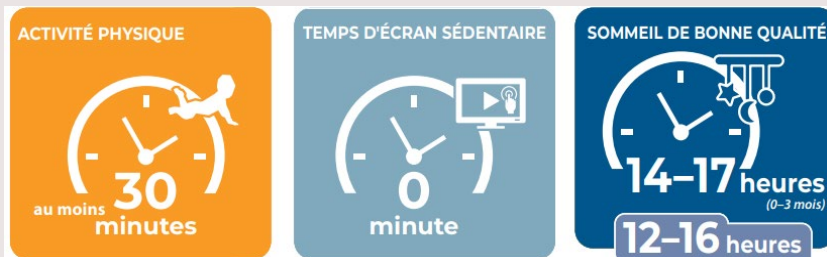 ACTIVITÉ PHYSIQUE
au moins 30
minutes
TEMPS D'ÉCRAN SÉDENTAIRE
0
minute
SOMMEIL DE BONNE QUALITÉ
14–17 heures
(0–3 mois)
12–16 heures